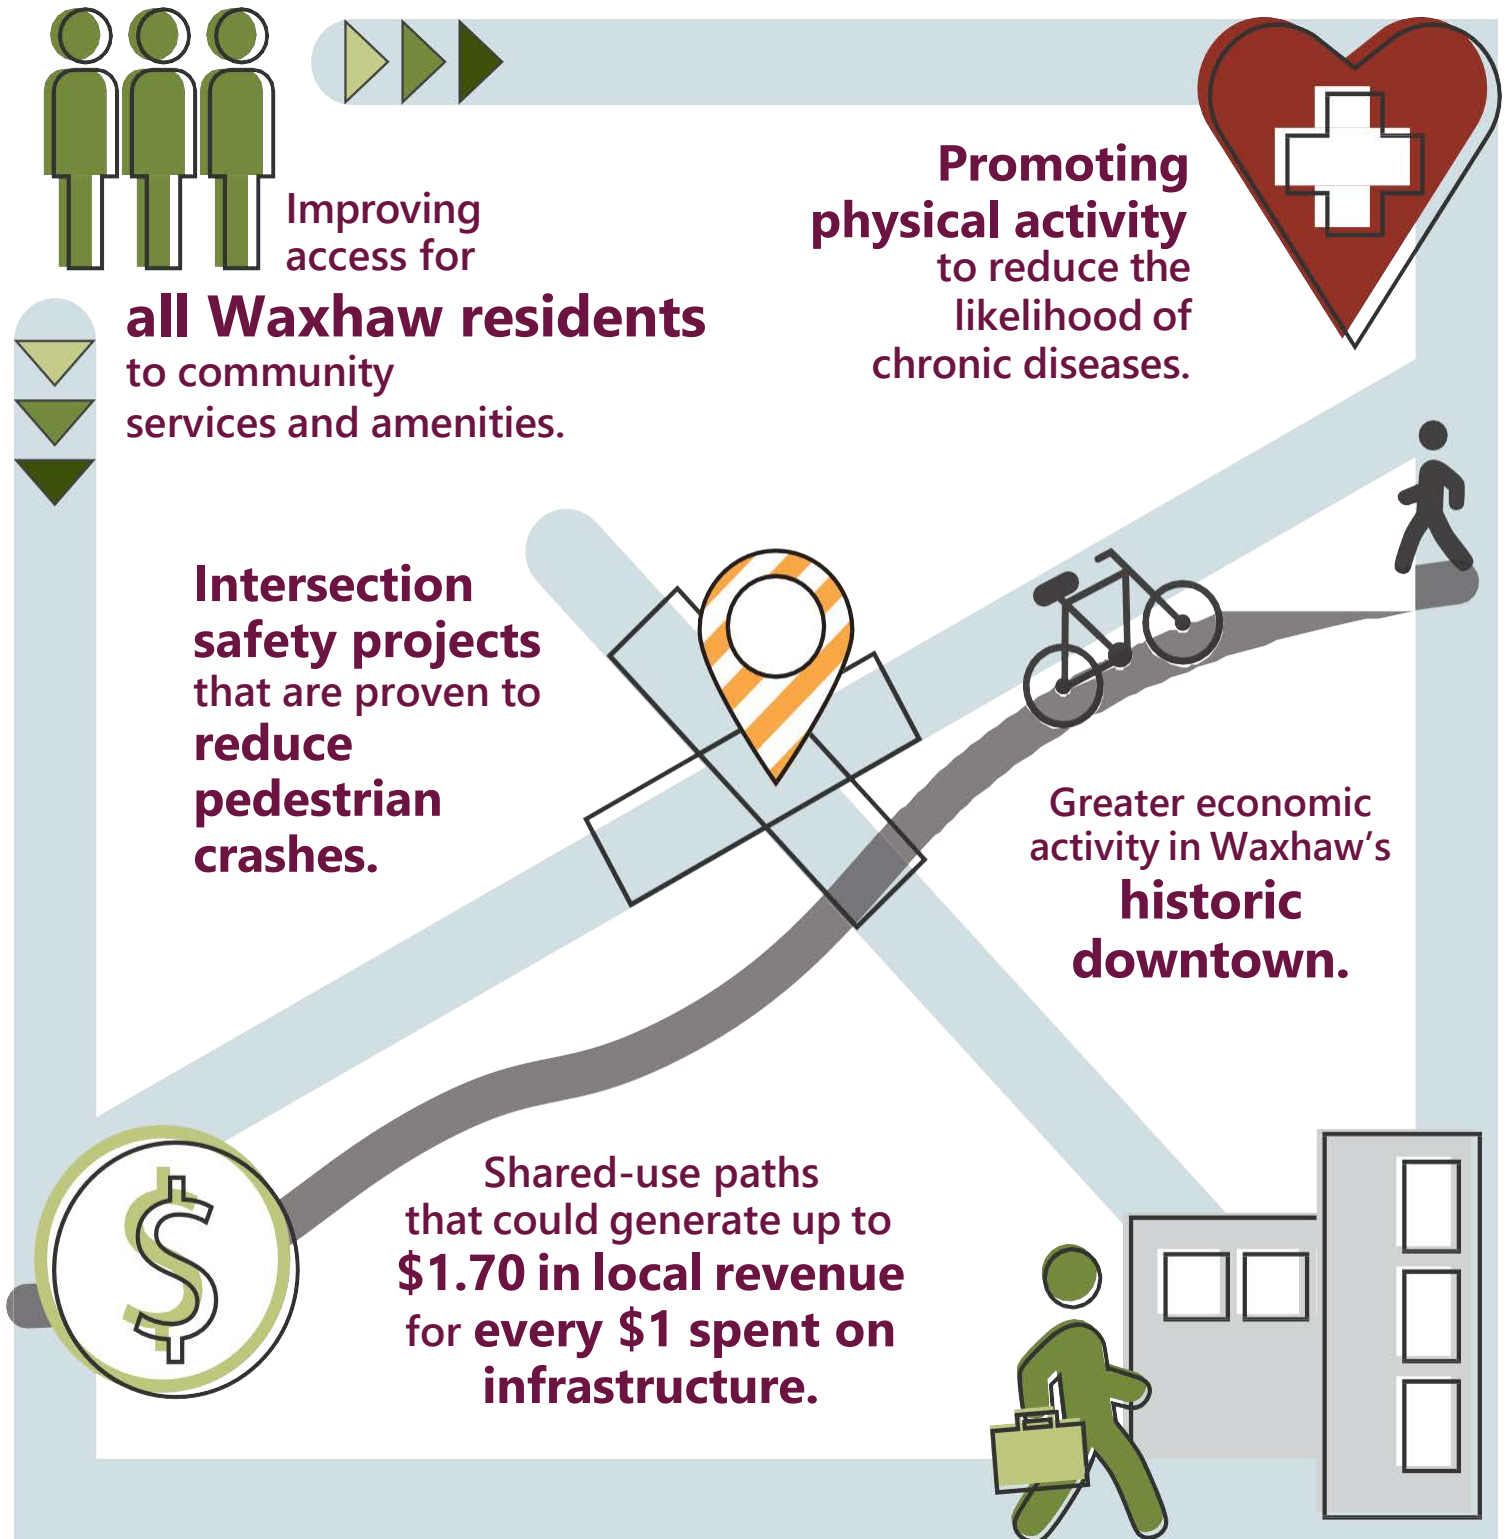 Improving
access for
all Waxhaw residents
to community
services and amenities.
Promoting
physical activity
to reduce the
likelihood of
chronic diseases.
Intersection
safety projects
that are proven to
reduce
pedestrian
crashes.
Greater economic
activity in Waxhaw’s
historic
downtown.
Shared-use paths
that could generate up to
$1.70 in local revenue
for every $1 spent on
infrastructure.
$